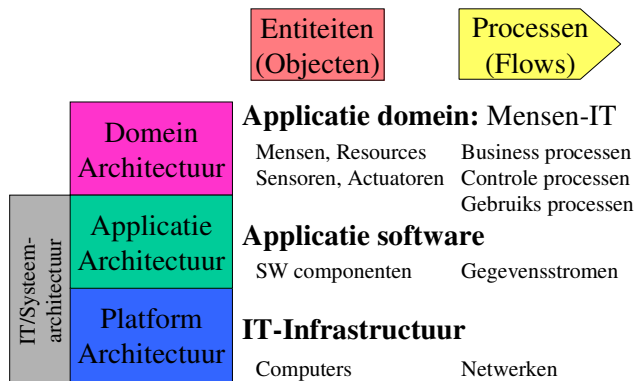 Entiteiten
(Objecten)
Processen
(Flows)
Domein
Architectuur
Applicatie domein: Mensen-IT
Mensen, Resources
Sensoren, Actuatoren
Business processen
Controle processen
Gebruiks processen
IT/Systeem-
architectuur
Applicatie
Architectuur
Applicatie software
SW componenten
Gegevensstromen
Platform
Architectuur
IT-Infrastructuur
Computers
Netwerken